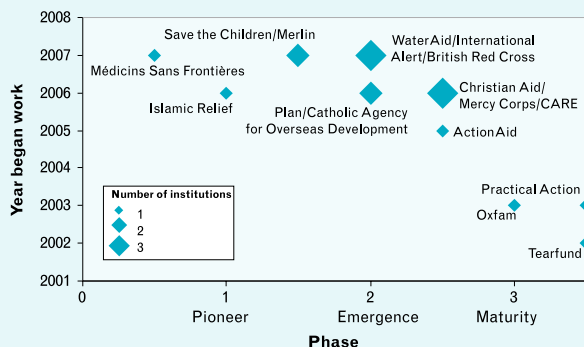 2008
2007
2006
2005
2004
2003
2002
2001
Year began work
Save the Children/Merlin
Médicins Sans Frontières
WaterAid/International
Alert/British Red Cross
Islamic Relief
Plan/Catholic Agency
for Overseas Development
Christian Aid/
Mercy Corps/CARE
ActionAid
Practical Action
Oxfam
Tearfund
Number of institutions
1
2
3
0
1
2
3
Pioneer
Emergence
Maturity
Phase